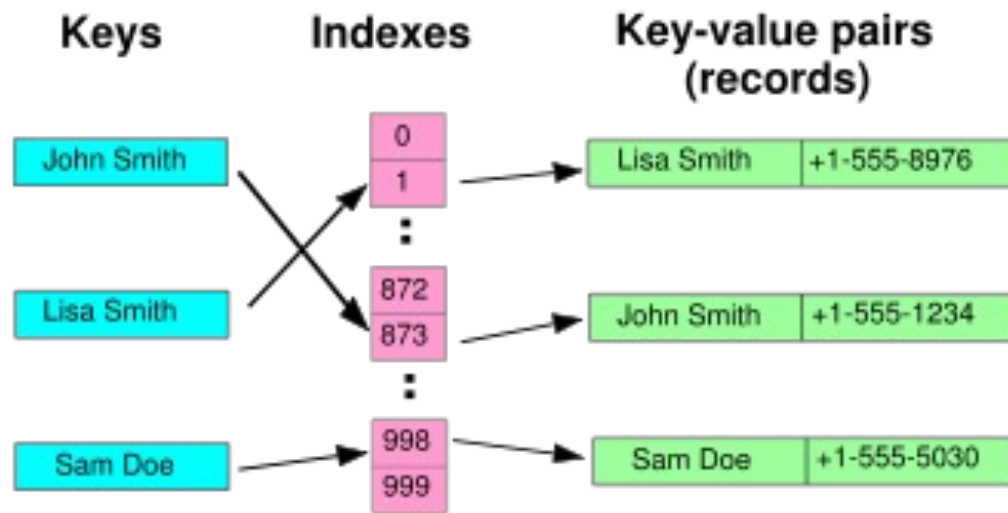 Keys
Indexes
Key-value pairs
(records)
John Smith
0
1
Lisa Smith +1-555-8976
:
Lisa Smith
872
873
John Smith +1-555-1234
:
Sam Doe
998
999
Sam Doe +1-555-5030